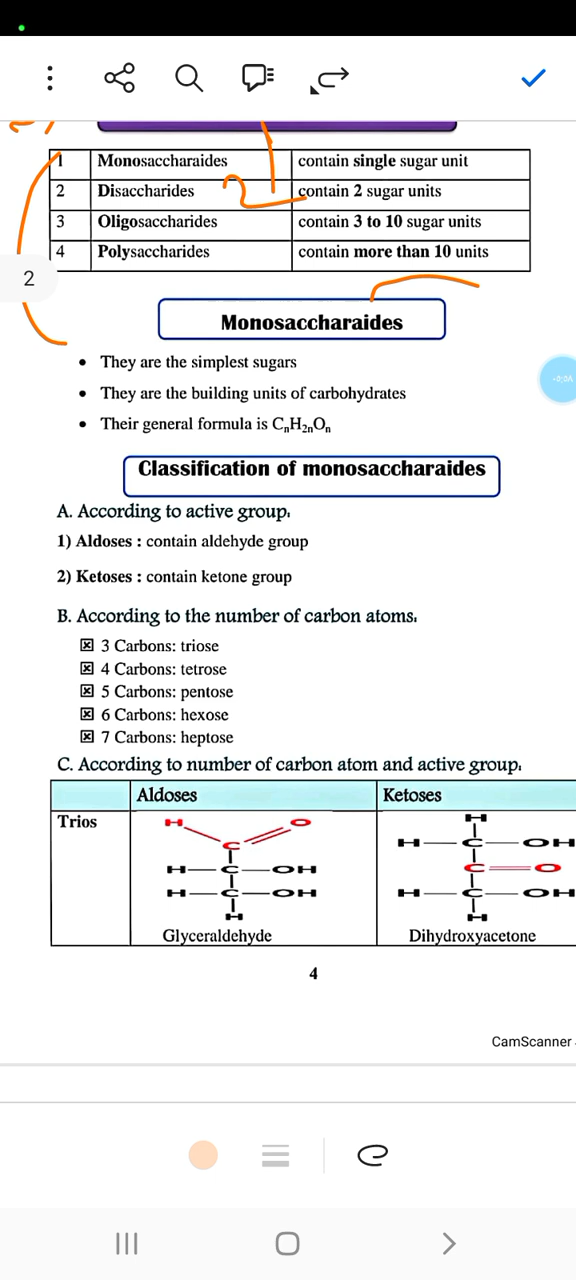 1 Monosaccharaides contain single sugar unit
2 Disaccharides contain 2 sugar units
3 Oligosaccharides contain 3 to 10 sugar units
4 Polysaccharides contain more than 10 units
2
Monosaccharaides
• They are the simplest sugars
• They are the building units of carbohydrates
• Their general formula is CₙH₂ₙOₙ
Classification of monosaccharaides
A. According to active group.
1) Aldoses : contain aldehyde group
2) Ketoses : contain ketone group
B. According to the number of carbon atoms.
3 Carbons: triose
4 Carbons: tetrose
5 Carbons: pentose
6 Carbons: hexose
7 Carbons: heptose
C. According to number of carbon atom and active group.
Aldoses Ketoses
Trios
H O
C
H—C—OH
H—C—OH
H
Glyceraldehyde
H
H—C—OH
C=O
H—C—OH
H
Dihydroxyacetone
4
CamScanner